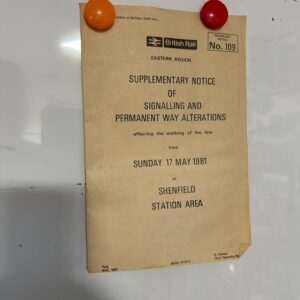 British Rail
No. 109
EASTERN REGION
SUPPLEMENTARY NOTICE
OF
SIGNALLING AND
PERMANENT WAY ALTERATIONS
affecting the working of the line
from
SUNDAY 17 MAY 1981
at
SHENFIELD
STATION AREA
York